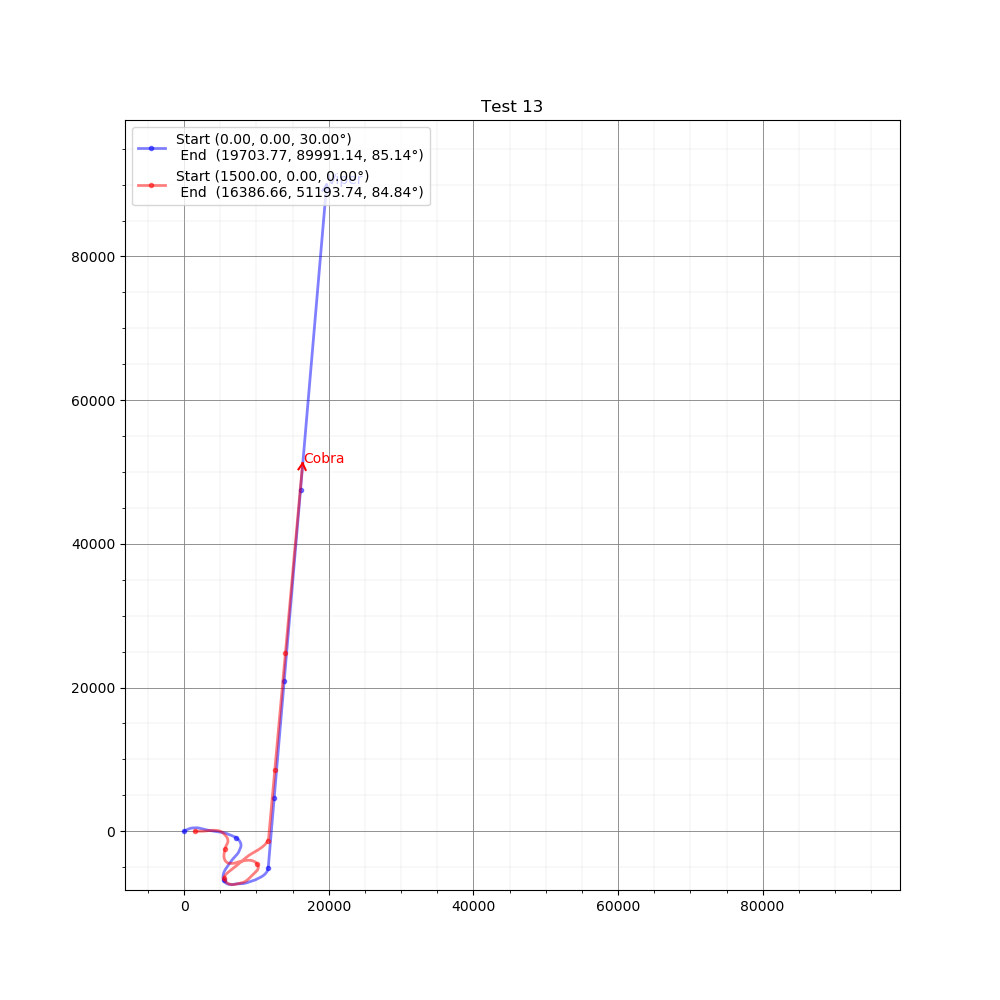 Test 13
Start (0.00, 0.00, 30.00°)
End (19703.77, 89991.14, 85.14°)
Start (1500.00, 0.00, 0.00°)
End (16386.66, 51193.74, 84.84°)
80000
Cobra
60000
40000
20000
0
0 20000 40000 60000 80000